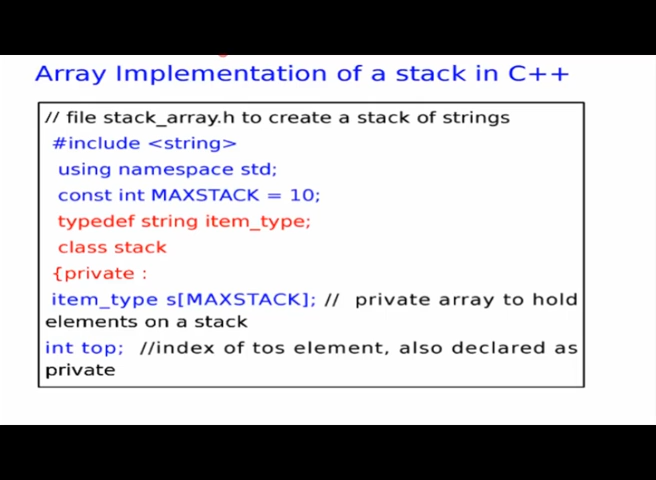 Array Implementation of a stack in C++
// file stack_array.h to create a stack of strings
#include <string>
using namespace std;
const int MAXSTACK = 10;
typedef string item_type;
class stack
{private :
item_type s[MAXSTACK]; // private array to hold
elements on a stack
int top; //index of tos element, also declared as
private